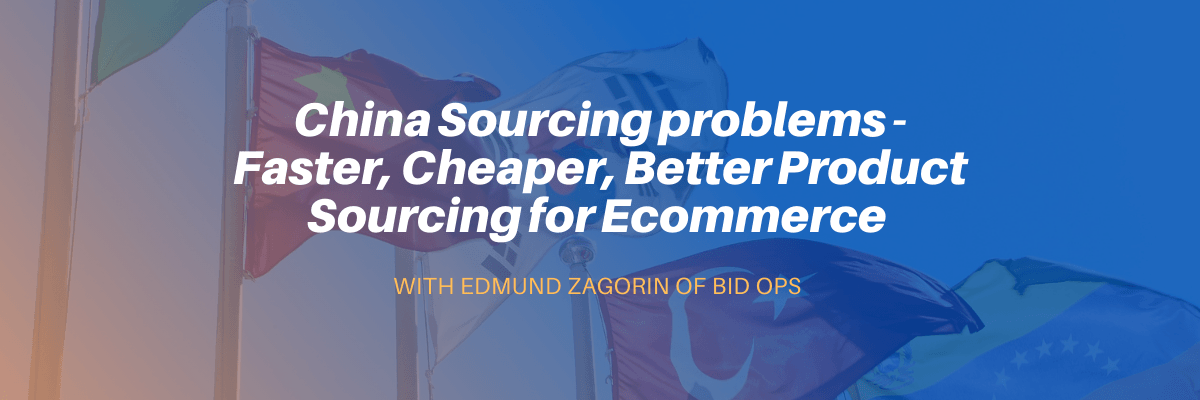 China Sourcing problems -
Faster, Cheaper, Better Product
Sourcing for Ecommerce
WITH EDMUND ZAGORIN OF BID OPS